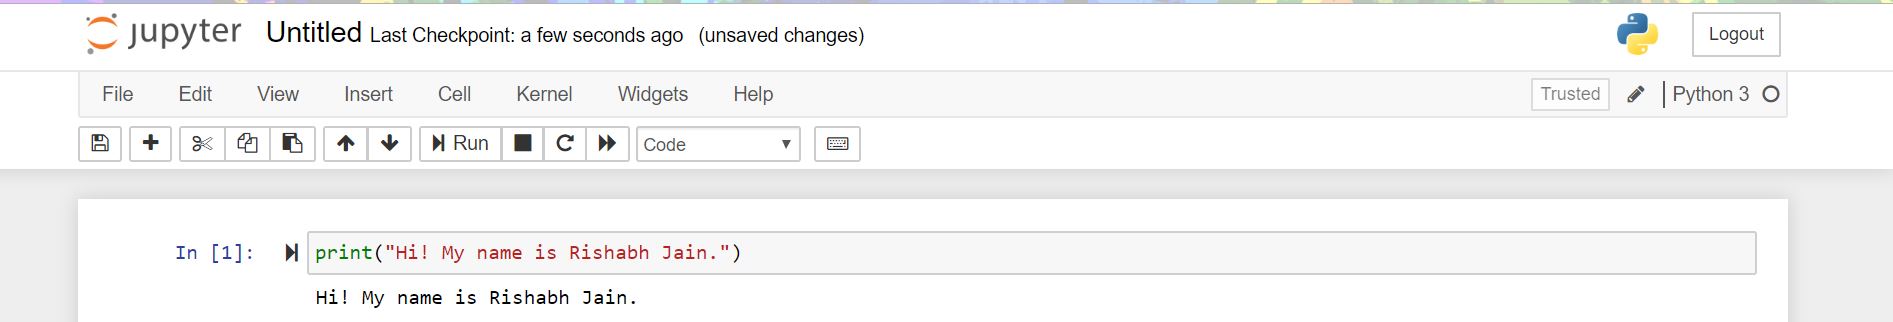 jupyter Untitled Last Checkpoint: a few seconds ago (unsaved changes) Logout
File Edit View Insert Cell Kernel Widgets Help Trusted Python 3
Run Code
In [1]: print("Hi! My name is Rishabh Jain.")
Hi! My name is Rishabh Jain.